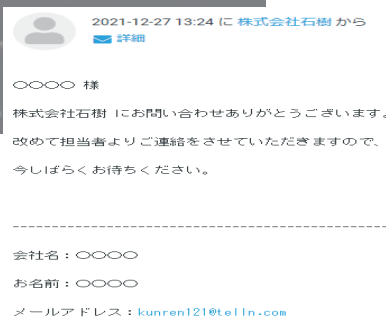 2021-12-27 13:24 に 株式会社石樹 から
詳細
○○○○ 様
株式会社石樹 にお問い合わせありがとうございます。
改めて担当者よりご連絡をさせていただきますので、
今しばらくお待ちください。
--------------------------------------------------
会社名：○○○○
お名前：○○○○
メールアドレス：kunren121@telln.com